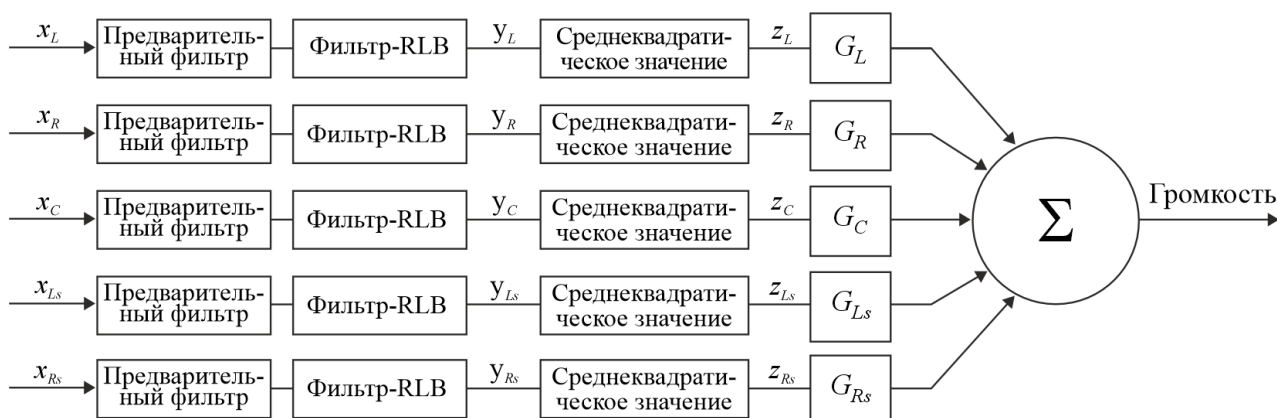 x_L Предваритель-
ный фильтр Фильтр-RLB y_L Среднеквадрати-
ческое значение z_L G_L
x_R Предваритель-
ный фильтр Фильтр-RLB y_R Среднеквадрати-
ческое значение z_R G_R
x_C Предваритель-
ный фильтр Фильтр-RLB y_C Среднеквадрати-
ческое значение z_C G_C Σ Громкость
x_Ls Предваритель-
ный фильтр Фильтр-RLB y_Ls Среднеквадрати-
ческое значение z_Ls G_Ls
x_Rs Предваритель-
ный фильтр Фильтр-RLB y_Rs Среднеквадрати-
ческое значение z_Rs G_Rs